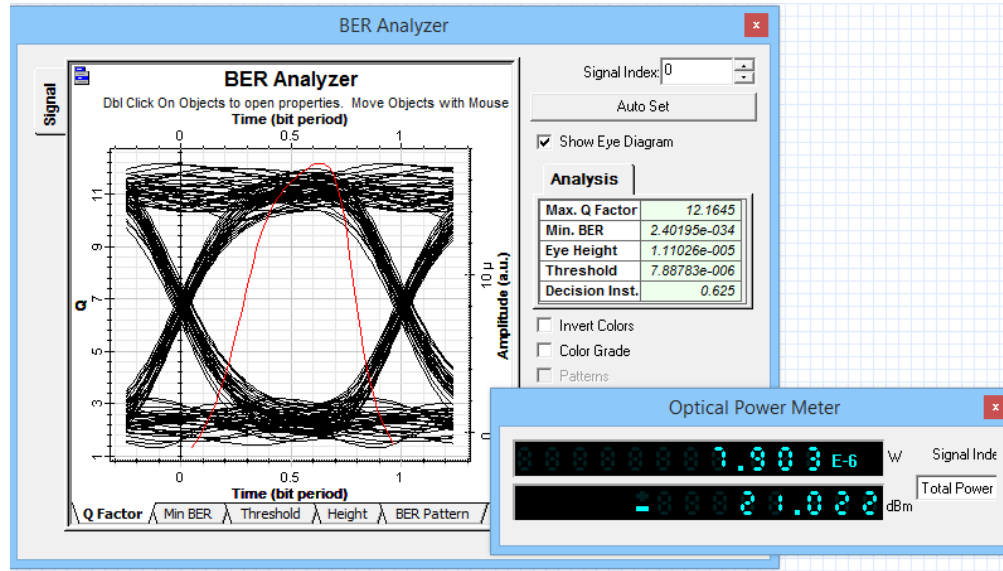 BER Analyzer
x
Signal
BER Analyzer
Dbl Click On Objects to open properties. Move Objects with Mouse
Time (bit period)
0 0.5 1
Q
11
9
7
5
3
1
10 µ
0
Amplitude (a.u.)
0 0.5 1
Time (bit period)
Q Factor Min BER Threshold Height BER Pattern
Signal Index: 0
Auto Set
Show Eye Diagram
Analysis
Max. Q Factor 12.1645
Min. BER 2.40195e-034
Eye Height 1.11026e-005
Threshold 7.88783e-006
Decision Inst. 0.625
Invert Colors
Color Grade
Patterns
Optical Power Meter
x
7.903 E-6 W
Signal Inde
-21.022 dBm
Total Power